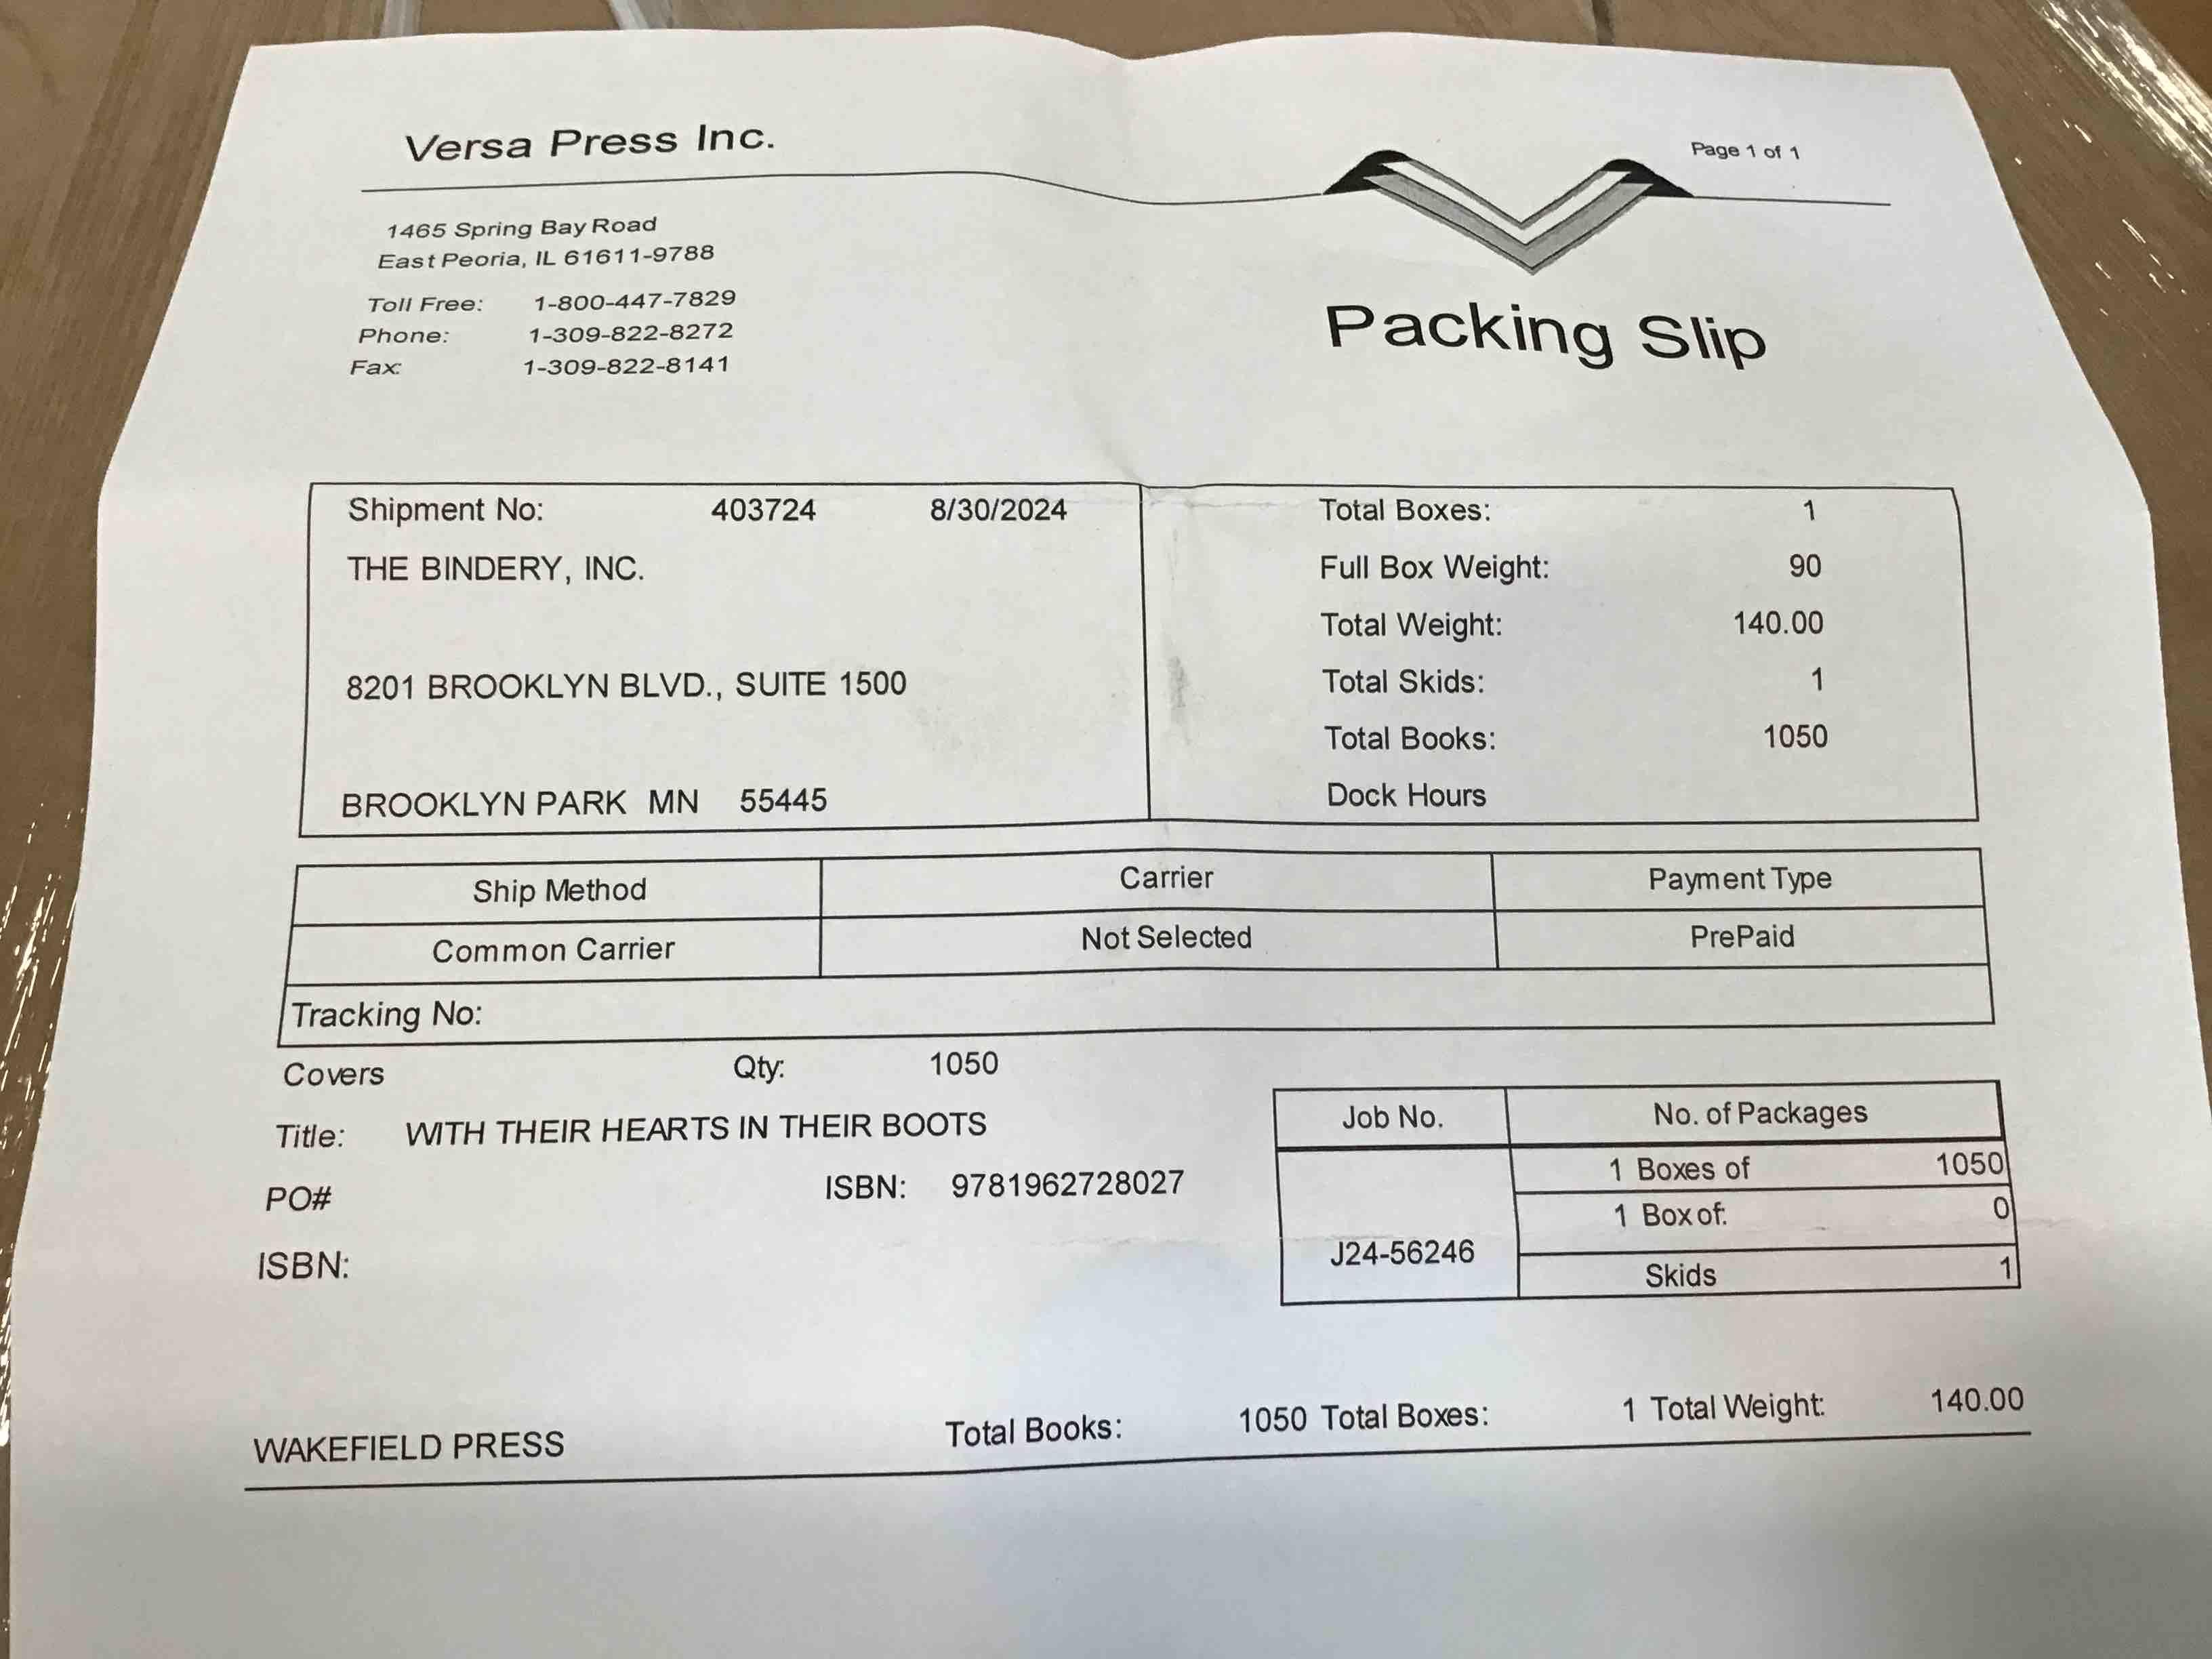 Versa Press Inc.
Page 1 of 1
1465 Spring Bay Road
East Peoria, IL 61611-9788
Toll Free: 1-800-447-7829
Phone: 1-309-822-8272
Fax: 1-309-822-8141
Packing Slip
Shipment No: 403724 8/30/2024
THE BINDERY, INC.
8201 BROOKLYN BLVD., SUITE 1500
BROOKLYN PARK MN 55445
Total Boxes: 1
Full Box Weight: 90
Total Weight: 140.00
Total Skids: 1
Total Books: 1050
Dock Hours
Ship Method Carrier Payment Type
Common Carrier Not Selected PrePaid
Tracking No:
Covers Qty: 1050
Title: WITH THEIR HEARTS IN THEIR BOOTS
PO# ISBN: 9781962728027
ISBN:
Job No. No. of Packages
1 Boxes of 1050
1 Box of: 0
J24-56246
Skids 1
WAKEFIELD PRESS Total Books: 1050 Total Boxes: 1 Total Weight: 140.00